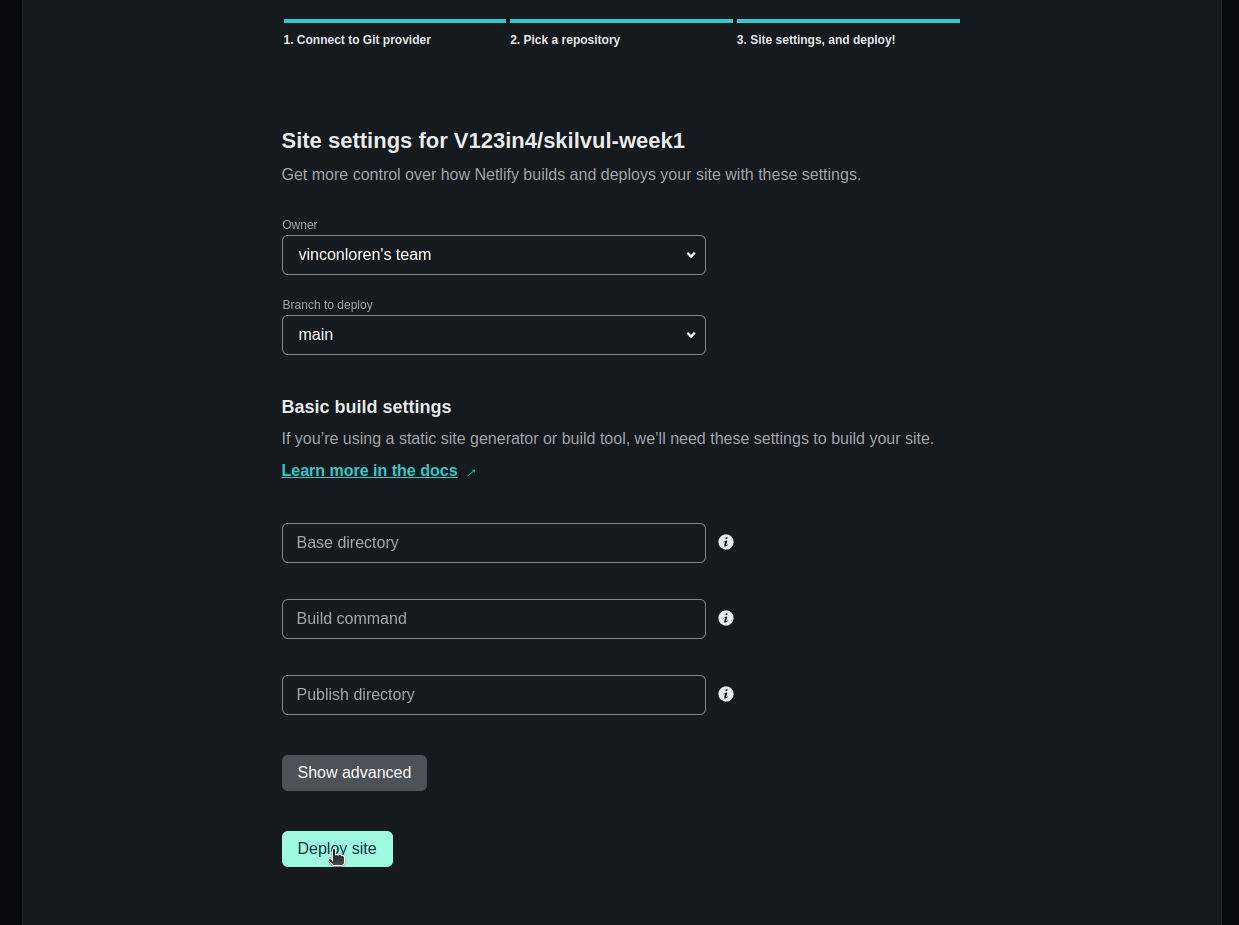 1. Connect to Git provider
2. Pick a repository
3. Site settings, and deploy!
Site settings for V123in4/skilvul-week1
Get more control over how Netlify builds and deploys your site with these settings.
Owner
vinconloren's team
Branch to deploy
main
Basic build settings
If you’re using a static site generator or build tool, we’ll need these settings to build your site.
Learn more in the docs
Base directory
Build command
Publish directory
Show advanced
Deploy site